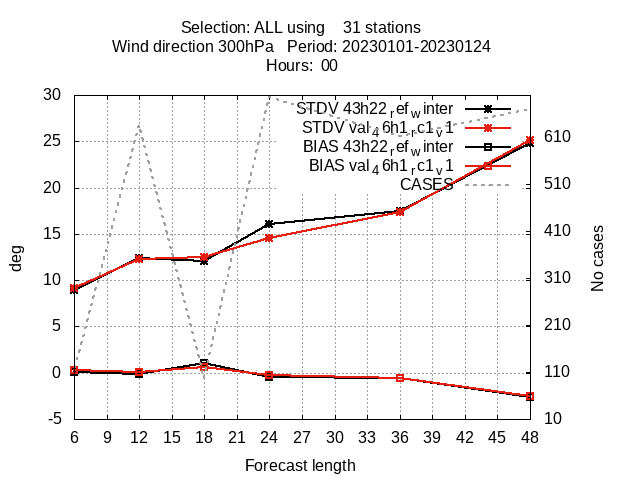 Selection: ALL using 31 stations
Wind direction 300hPa Period: 20230101-20230124
Hours: 00
STDV 43h22_ref_winter
STDV val_46h1_rc1_v1
BIAS 43h22_ref_winter
BIAS val_46h1_rc1_v1
CASES
30
25
20
15
10
5
0
-5
610
510
410
310
210
110
10
deg
No cases
6 9 12 15 18 21 24 27 30 33 36 39 42 45 48
Forecast length